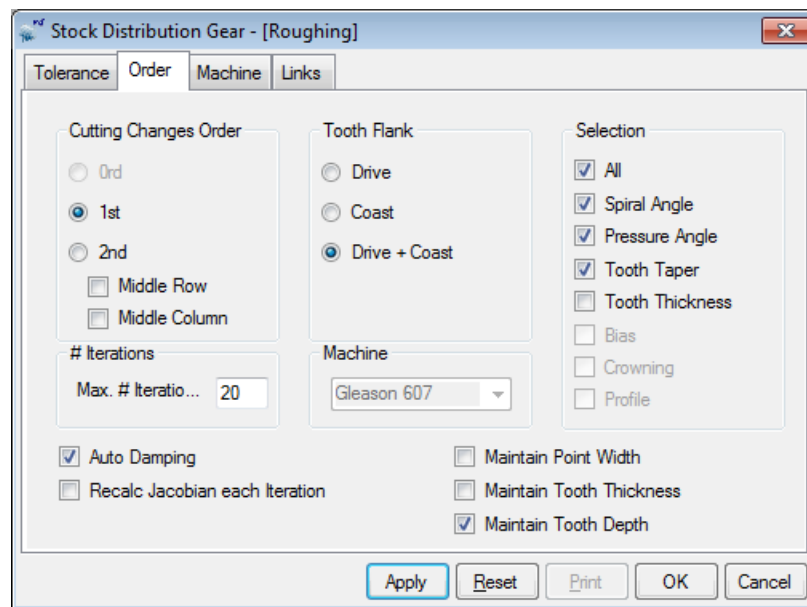 Stock Distribution Gear - [Roughing]
Tolerance Order Machine Links
Cutting Changes Order
0rd
1st
2nd
Middle Row
Middle Column
Tooth Flank
Drive
Coast
Drive + Coast
Selection
All
Spiral Angle
Pressure Angle
Tooth Taper
Tooth Thickness
Bias
Crowning
Profile
# Iterations
Max. # Iteratio... 20
Machine
Gleason 607
Auto Damping
Recalc Jacobian each Iteration
Maintain Point Width
Maintain Tooth Thickness
Maintain Tooth Depth
Apply Reset Print OK Cancel